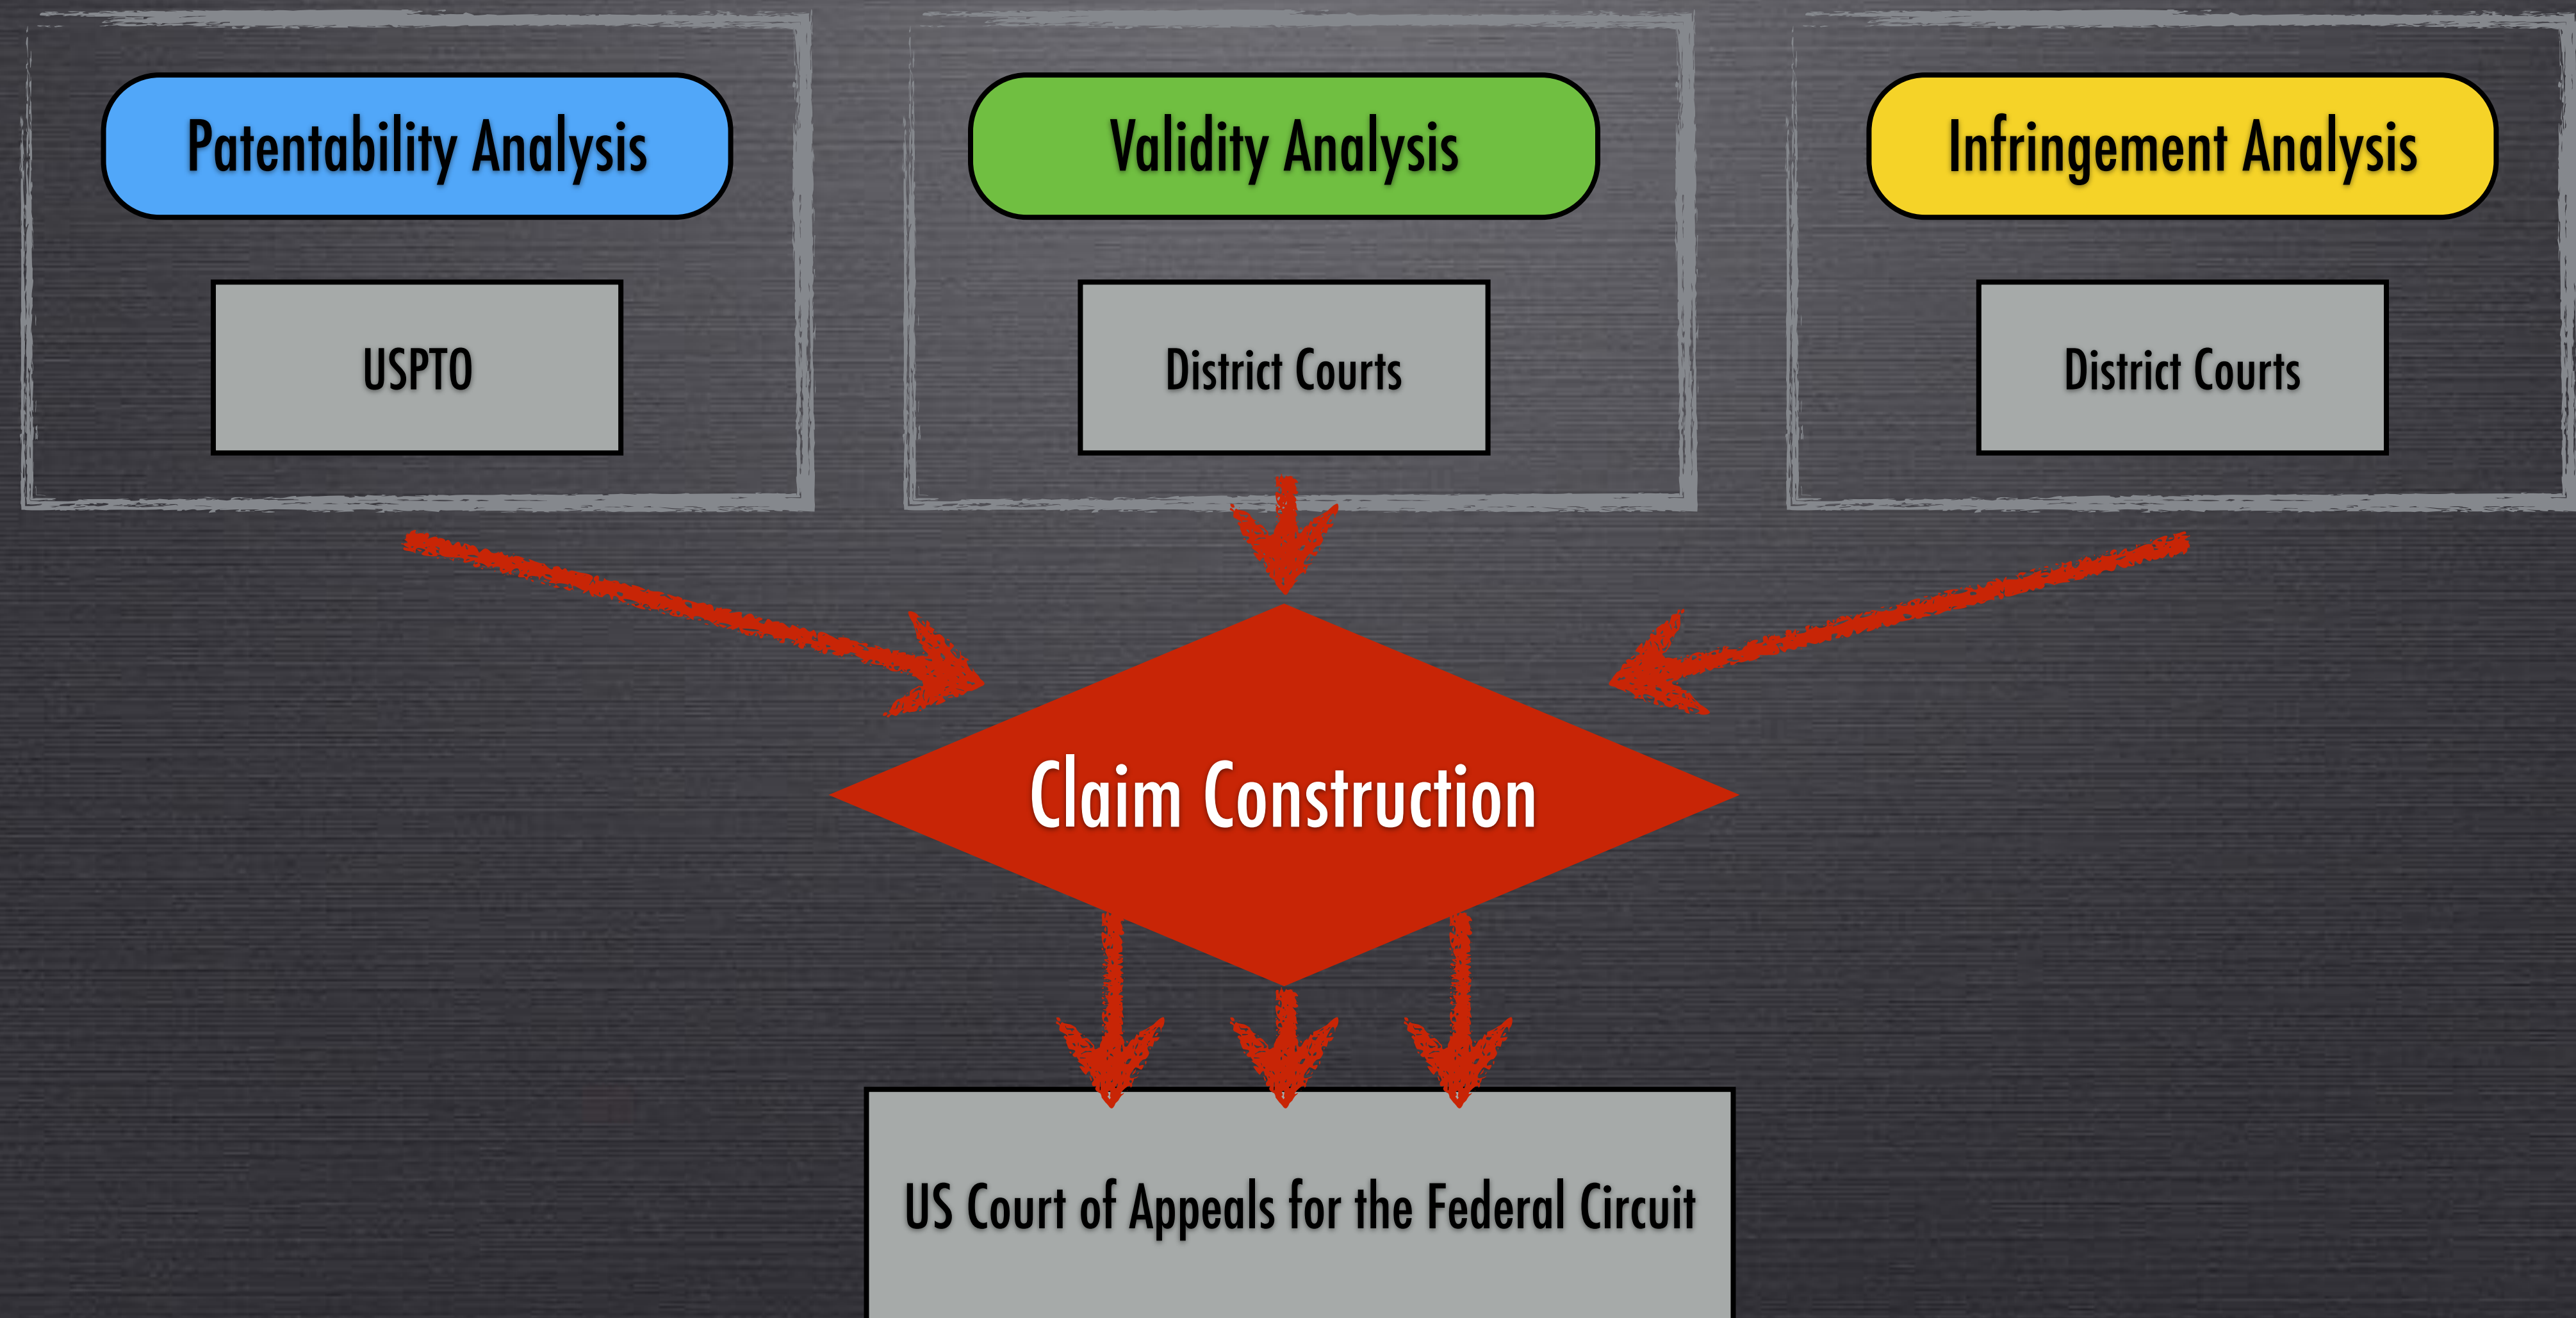 Patentability Analysis
Validity Analysis
Infringement Analysis
USPTO
District Courts
District Courts
Claim Construction
US Court of Appeals for the Federal Circuit